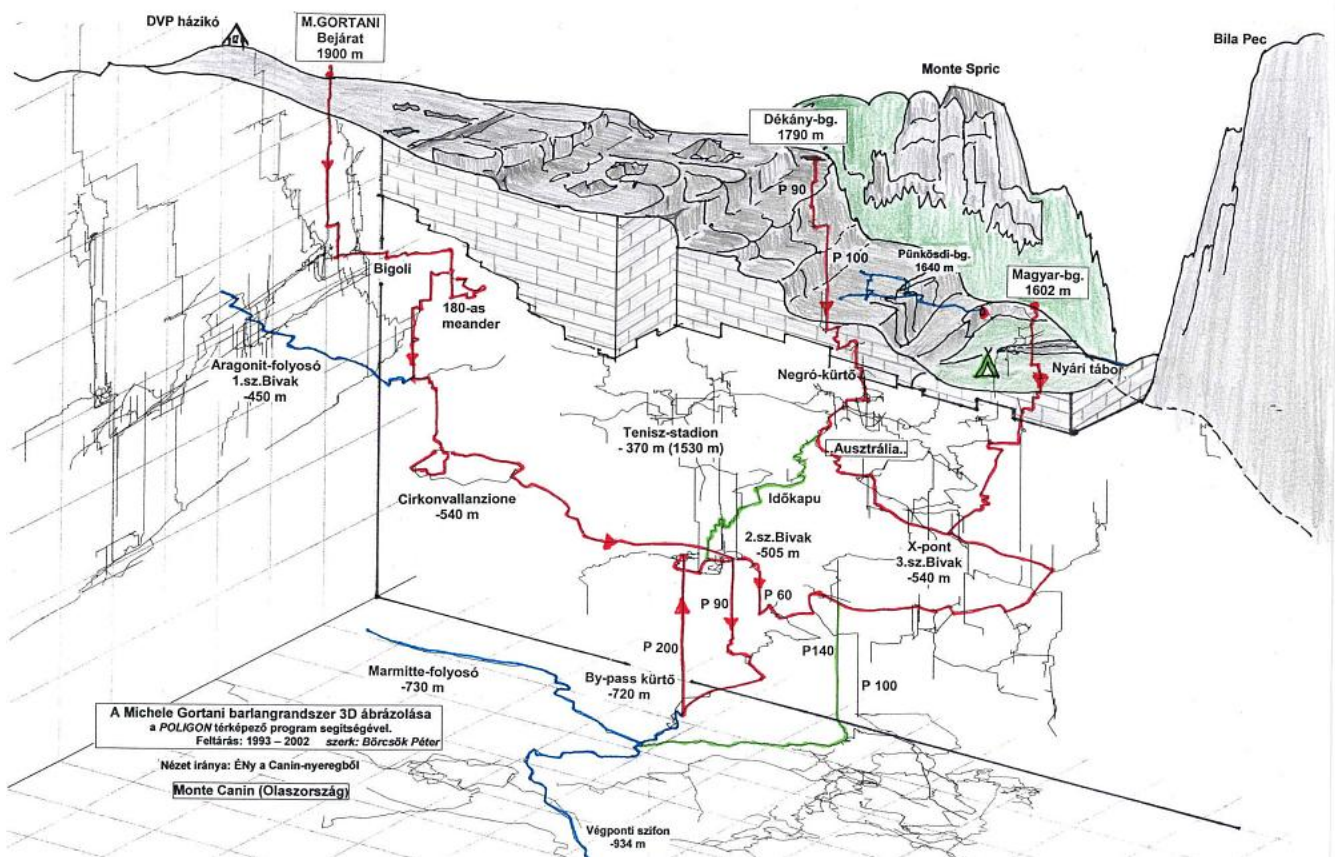 DVP házikó
M.GORTANI
Bejárat
1900 m
Bila Pec
Monte Spric
Dékány-bg.
1790 m
P 90
P 100
Pünkösdi-bg.
1640 m
Magyar-bg.
1602 m
Bigoli
180-as
meander
Aragonit-folyosó
1.sz.Bivak
-450 m
Negró-kürtő
Nyári tábor
Tenisz-stadion
- 370 m (1530 m)
..Ausztrália..
Cirkonvallanzione
-540 m
Időkapu
2.sz.Bivak
-505 m
X-pont
3.sz.Bivak
-540 m
P 90
P 60
P 200
P140
P 100
Marmitte-folyosó
-730 m
By-pass kürtő
-720 m
A Michele Gortani barlangrandszer 3D ábrázolása
a POLIGON térképező program segítségével.
Feltárás: 1993 – 2002 szerk: Börcsök Péter
Nézet iránya: ÉNy a Canin-nyeregből
Monte Canin (Olaszország)
Végponti szifon
-934 m